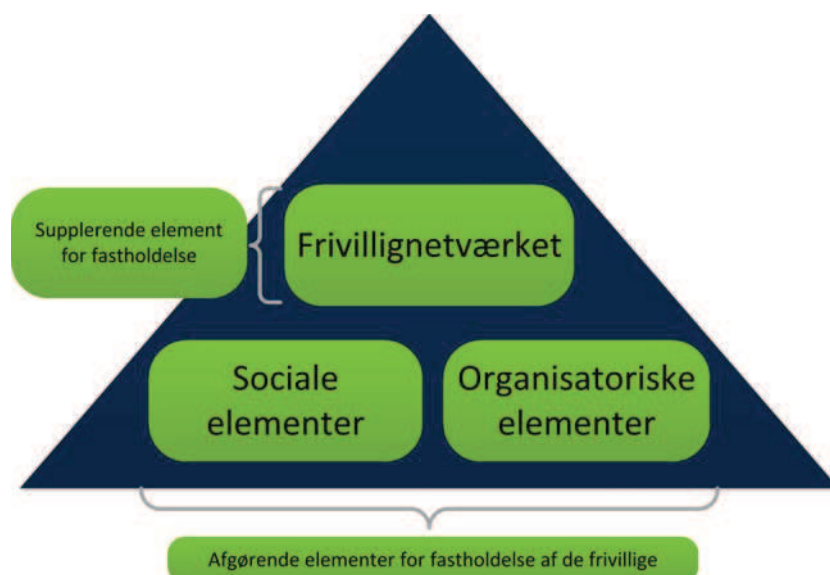 Supplerende element
for fastholdelse
Frivillignetværket
Sociale
elementer
Organisatoriske
elementer
Afgørende elementer for fastholdelse af de frivillige